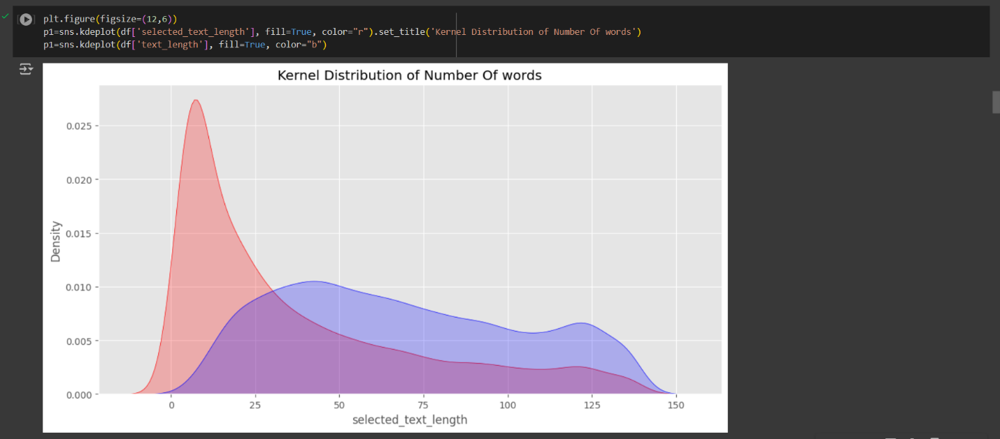 plt.figure(figsize=(12,6))
p1=sns.kdeplot(df['selected_text_length'], fill=True, color="r").set_title('Kernel Distribution of Number Of words')
p1=sns.kdeplot(df['text_length'], fill=True, color="b")
Kernel Distribution of Number Of words
0.025
0.020
0.015
0.010
0.005
0.000
Density
0 25 50 75 100 125 150
selected_text_length